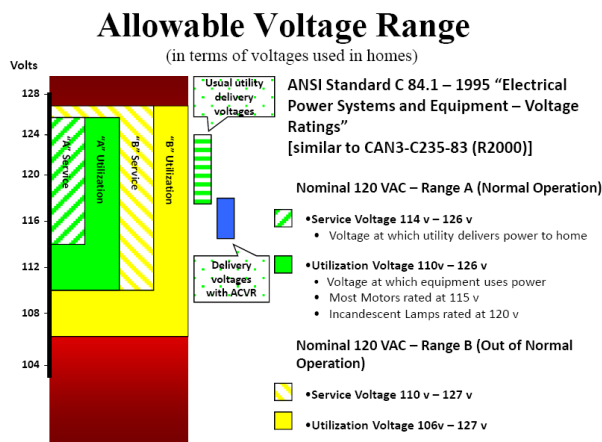 Allowable Voltage Range
(in terms of voltages used in homes)
Volts
128
124
120
116
112
108
104
"A" Service
"A" Utilization
"B" Service
"B" Utilization
Usual utility
delivery
voltages
Delivery
voltages
with ACVR
ANSI Standard C 84.1 – 1995 "Electrical
Power Systems and Equipment – Voltage
Ratings"
[similar to CAN3-C235-83 (R2000)]
Nominal 120 VAC – Range A (Normal Operation)
•Service Voltage 114 v – 126 v
• Voltage at which utility delivers power to home
•Utilization Voltage 110v – 126 v
• Voltage at which equipment uses power
• Most Motors rated at 115 v
• Incandescent Lamps rated at 120 v
Nominal 120 VAC – Range B (Out of Normal
Operation)
•Service Voltage 110 v – 127 v
•Utilization Voltage 106v – 127 v